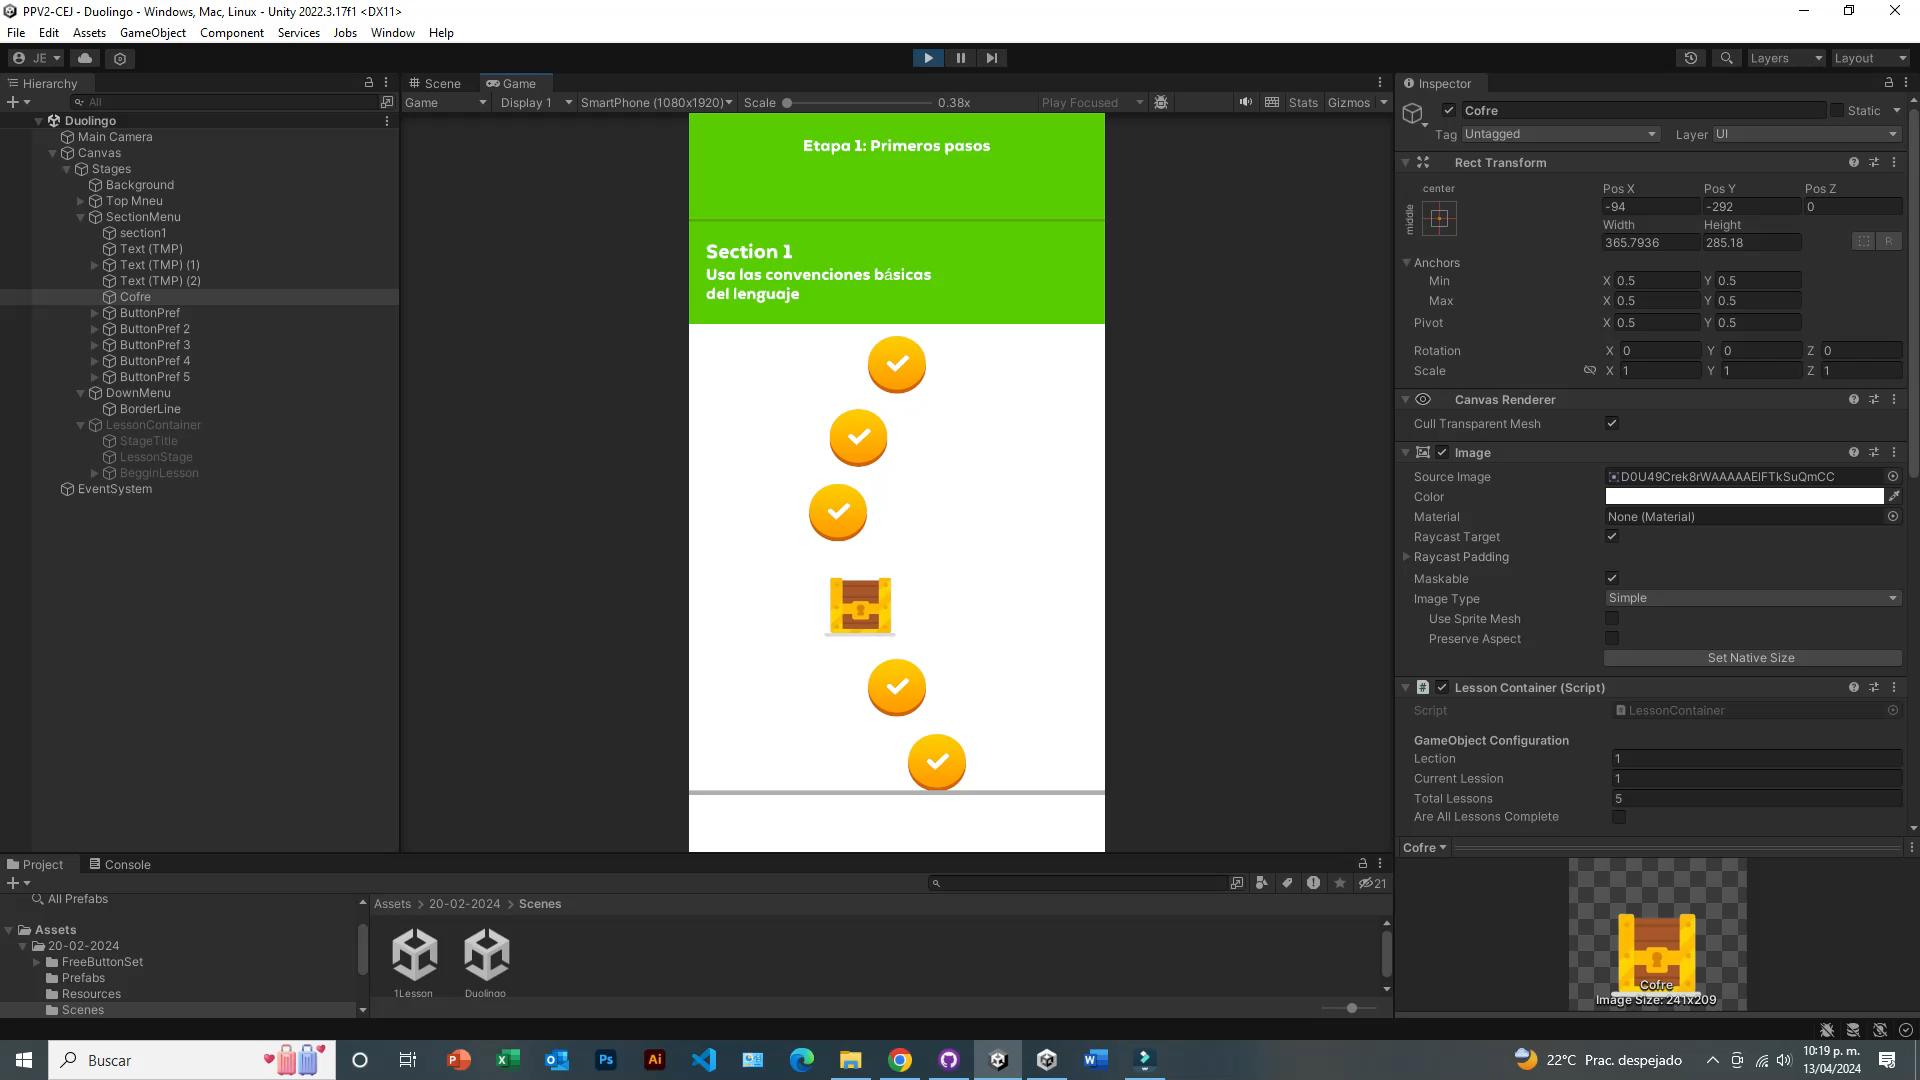 PPV2-CEJ - Duolingo - Windows, Mac, Linux - Unity 2022.3.17f1 <DX11>
File Edit Assets GameObject Component Services Jobs Window Help
JE
Layers Layout
Hierarchy
All
Duolingo
Main Camera
Canvas
Stages
Background
Top Mneu
SectionMenu
section1
Text (TMP)
Text (TMP) (1)
Text (TMP) (2)
Cofre
ButtonPref
ButtonPref 2
ButtonPref 3
ButtonPref 4
ButtonPref 5
DownMenu
BorderLine
LessonContainer
StageTitle
LessonStage
BegginLesson
EventSystem
Scene Game
Game Display 1 SmartPhone (1080x1920) Scale 0.38x Play Focused Stats Gizmos
Etapa 1: Primeros pasos
Section 1
Usa las convenciones básicas
del lenguaje
Inspector
Cofre Static
Tag Untagged Layer UI
Rect Transform
center
middle
Pos X Pos Y Pos Z
-94 -292 0
Width Height
365.7936 285.18
R
Anchors
Min X 0.5 Y 0.5
Max X 0.5 Y 0.5
Pivot X 0.5 Y 0.5
Rotation X 0 Y 0 Z 0
Scale X 1 Y 1 Z 1
Canvas Renderer
Cull Transparent Mesh
Image
Source Image D0U49Crek8rWAAAAAElFTkSuQmCC
Color
Material None (Material)
Raycast Target
Raycast Padding
Maskable
Image Type Simple
Use Sprite Mesh
Preserve Aspect
Set Native Size
# Lesson Container (Script)
Script LessonContainer
GameObject Configuration
Lection 1
Current Lession 1
Total Lessons 5
Are All Lessons Complete
Cofre
Cofre
Image Size: 241x209
Project Console
21
All Prefabs
Assets
20-02-2024
FreeButtonSet
Prefabs
Resources
Scenes
Assets > 20-02-2024 > Scenes
1Lesson Duolingo
Buscar
22°C Prac. despejado
10:19 p. m.
13/04/2024